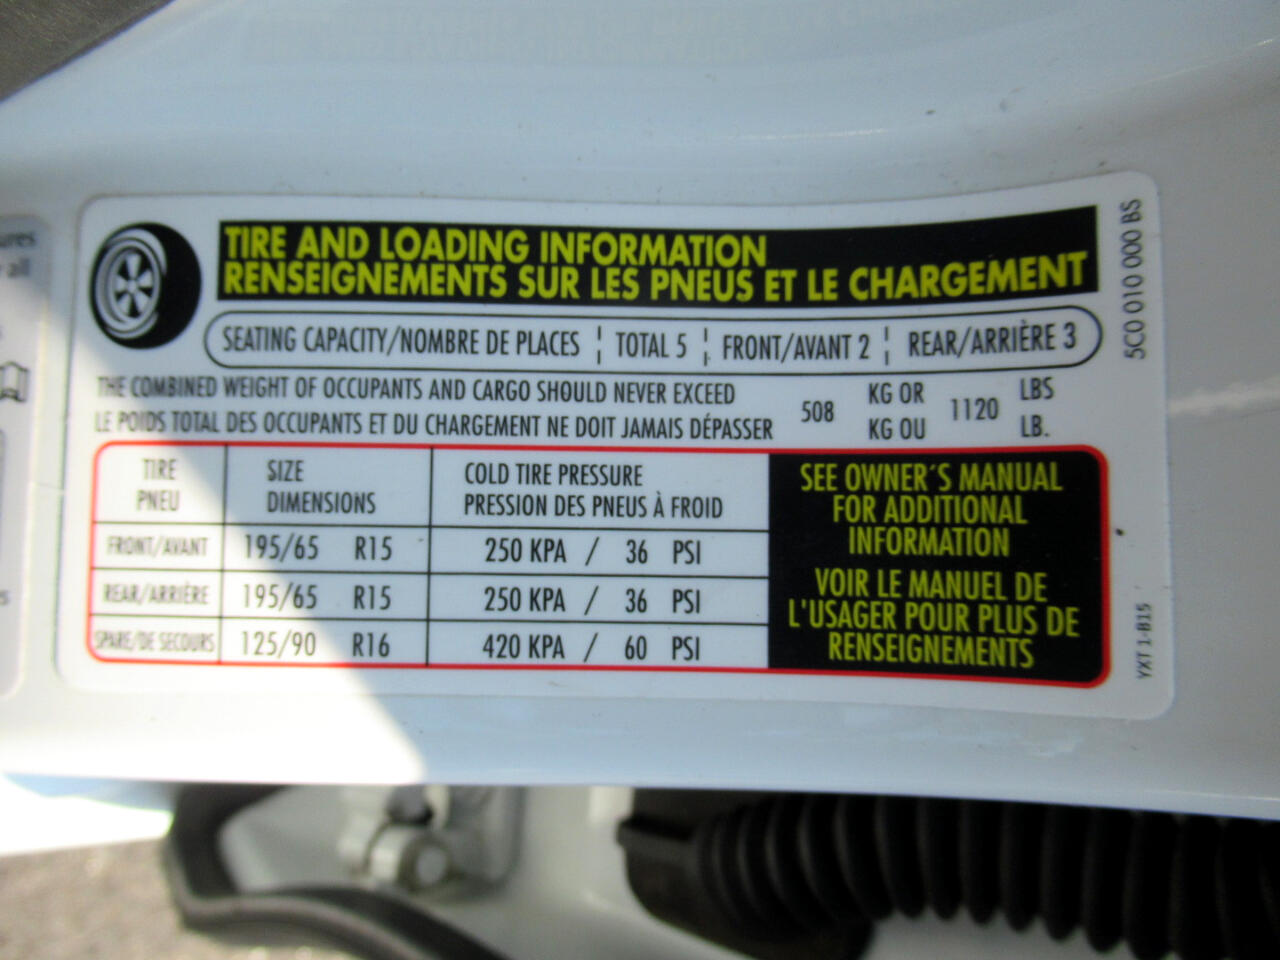 TIRE AND LOADING INFORMATION
RENSEIGNEMENTS SUR LES PNEUS ET LE CHARGEMENT
SEATING CAPACITY/NOMBRE DE PLACES ¦ TOTAL 5 ¦ FRONT/AVANT 2 ¦ REAR/ARRIÈRE 3
THE COMBINED WEIGHT OF OCCUPANTS AND CARGO SHOULD NEVER EXCEED
LE POIDS TOTAL DES OCCUPANTS ET DU CHARGEMENT NE DOIT JAMAIS DÉPASSER
508
KG OR
KG OU
1120
LBS
LB.
TIRE
PNEU
SIZE
DIMENSIONS
COLD TIRE PRESSURE
PRESSION DES PNEUS À FROID
FRONT/AVANT 195/65 R15 250 KPA / 36 PSI
REAR/ARRIÈRE 195/65 R15 250 KPA / 36 PSI
SPARE/DE SECOURS 125/90 R16 420 KPA / 60 PSI
SEE OWNER´S MANUAL
FOR ADDITIONAL
INFORMATION
VOIR LE MANUEL DE
L'USAGER POUR PLUS DE
RENSEIGNEMENTS
5C0 010 000 BS
YXT 1-B15
all